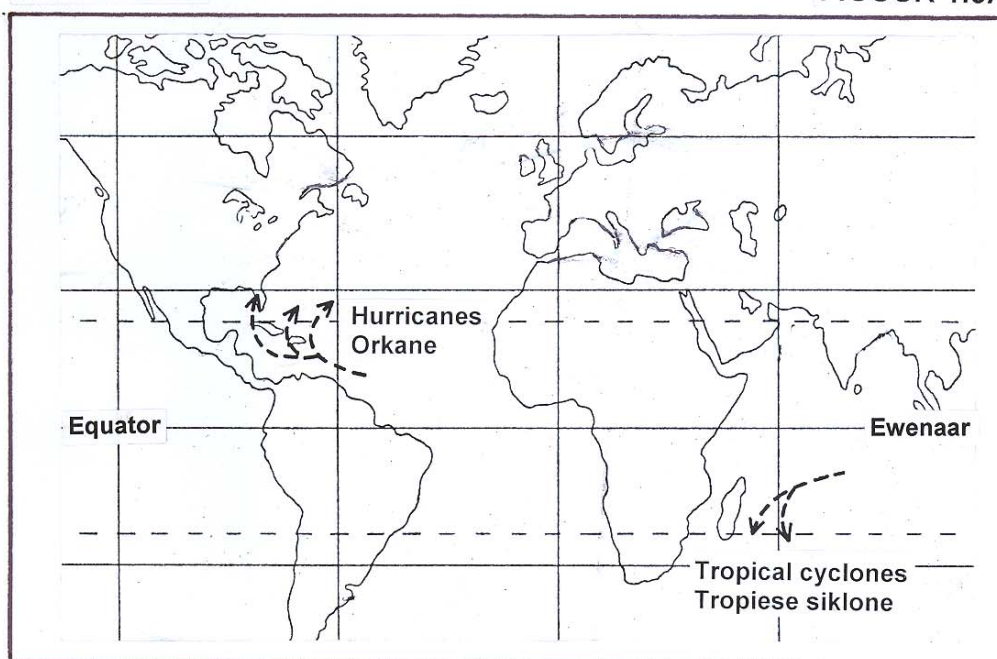 Hurricanes
Orkane
Equator
Ewenaar
Tropical cyclones
Tropiese siklone